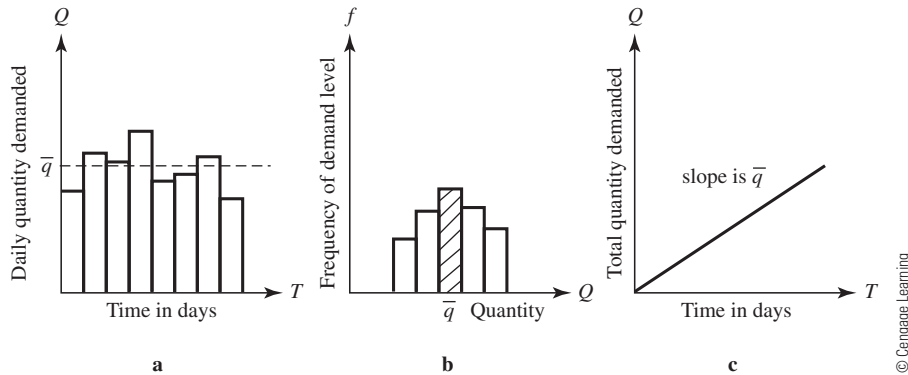 Q
Daily quantity demanded
q̄
T
Time in days
a
f
Frequency of demand level
q̄ Quantity
Q
b
Q
Total quantity demanded
slope is q̄
T
Time in days
c
© Cengage Learning